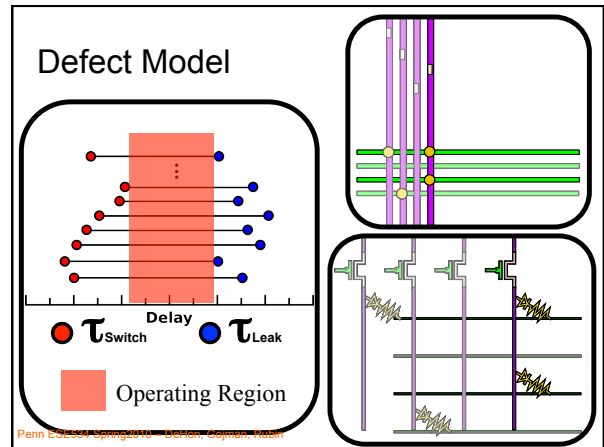 Defect Model
Delay
τSwitch
τLeak
Operating Region
Penn ESE534 Spring2010 -- DeHon, Gojman, Rubin